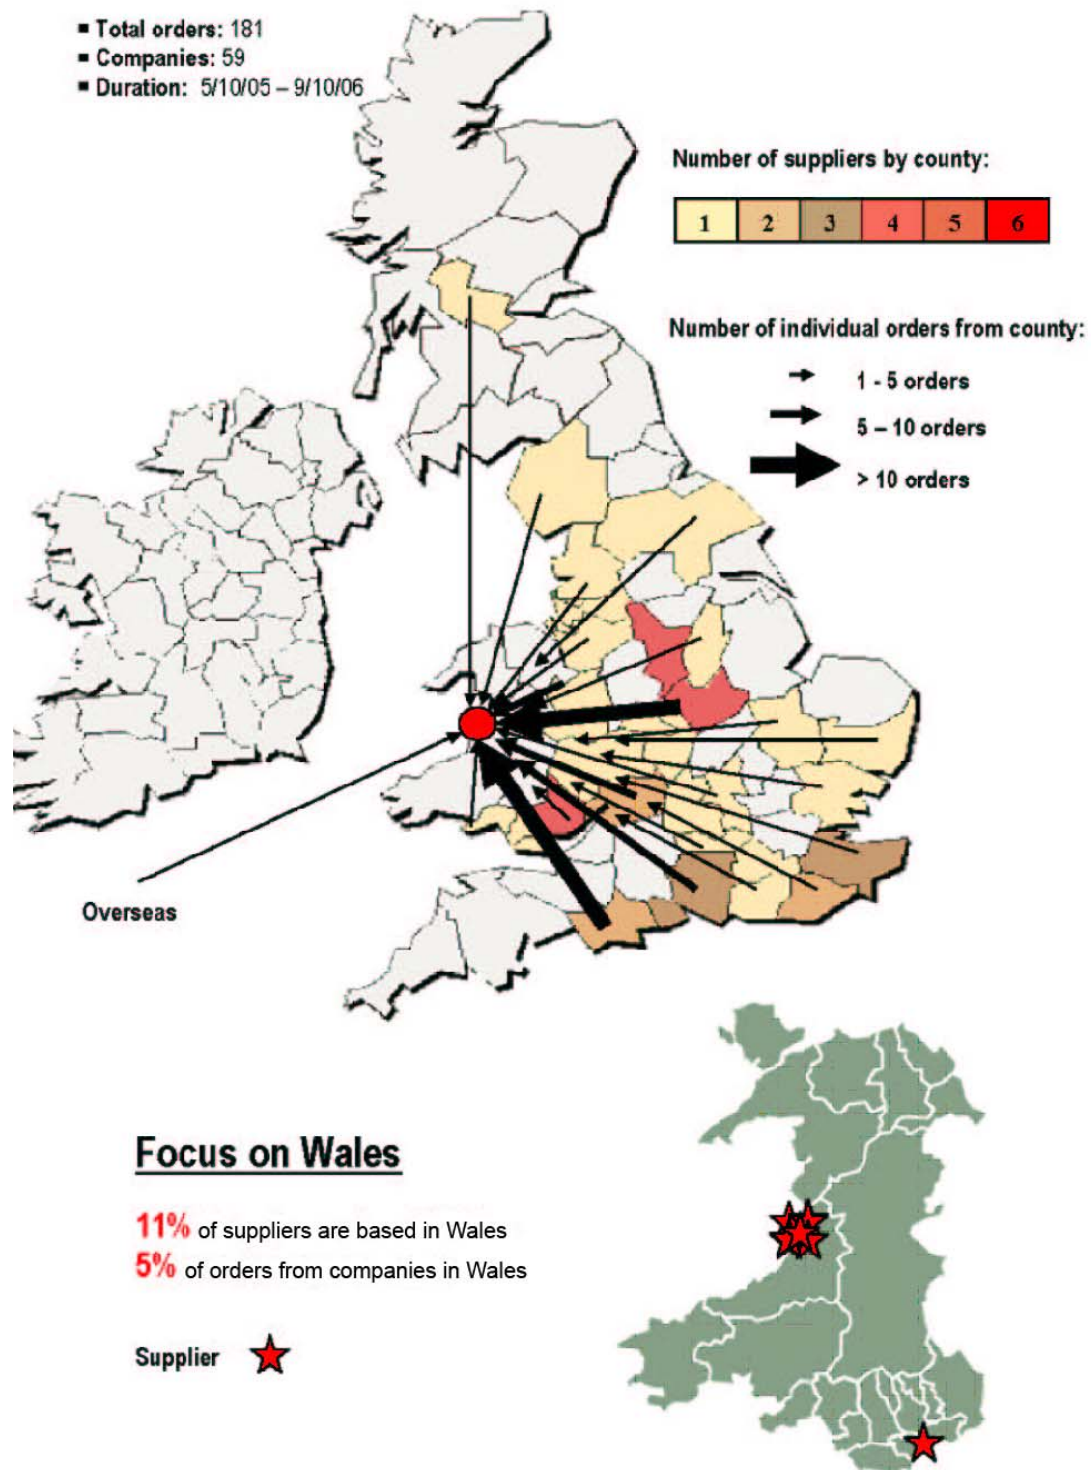 ▪ Total orders: 181
▪ Companies: 59
▪ Duration: 5/10/05 – 9/10/06
Number of suppliers by county:
1 2 3 4 5 6
Number of individual orders from county:
1 - 5 orders
5 – 10 orders
> 10 orders
Overseas
Focus on Wales
11% of suppliers are based in Wales
5% of orders from companies in Wales
Supplier